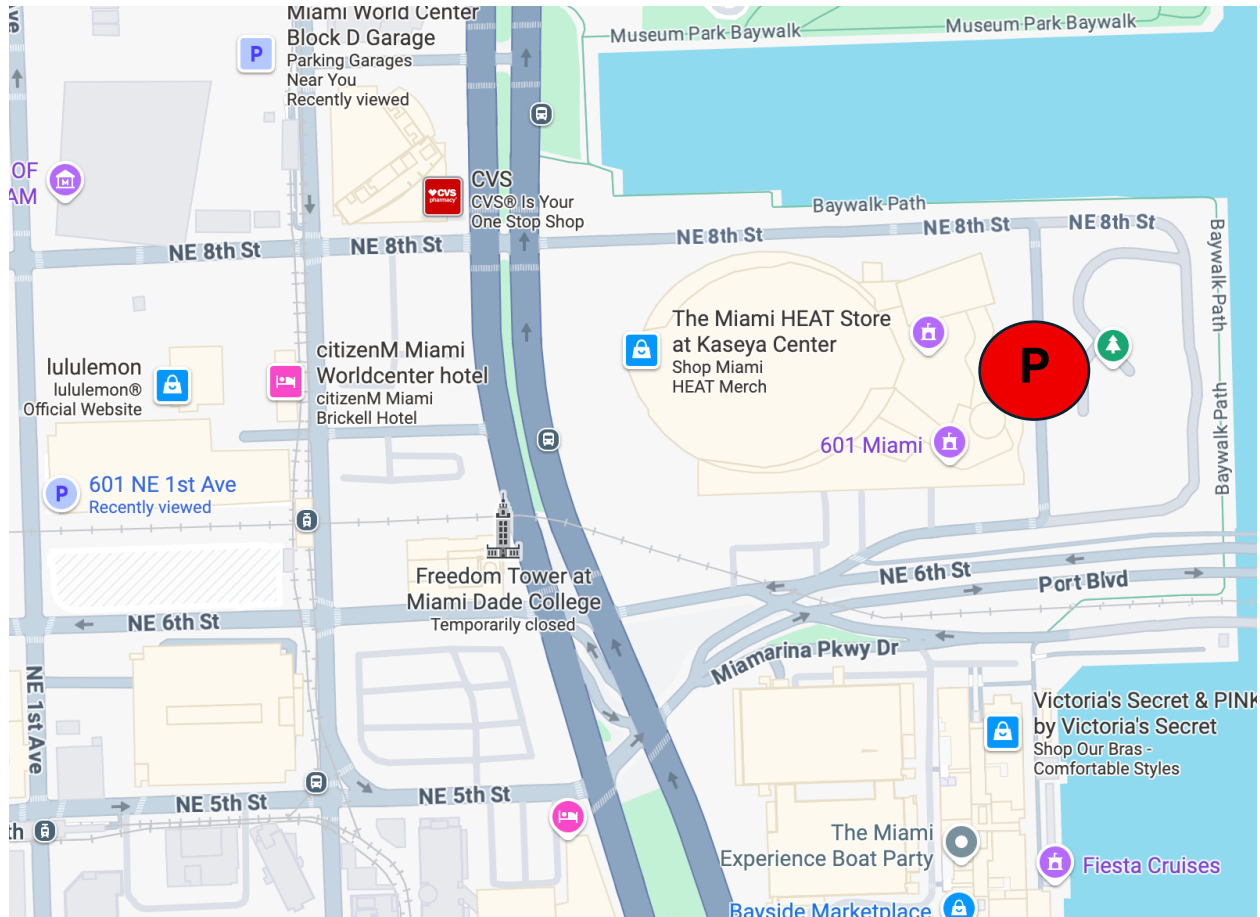 Miami World Center
Block D Garage
Parking Garages
Near You
Recently viewed
P
Museum Park Baywalk
Museum Park Baywalk
Ave
OF
AM
CVS
CVS® Is Your
One Stop Shop
CVS
pharmacy
Baywalk Path
NE 8th St
NE 8th St
NE 8th St
NE 8th St
NE 8th St
Baywalk Path
Baywalk Path
The Miami HEAT Store
at Kaseya Center
Shop Miami
HEAT Merch
P
lululemon
lululemon®
Official Website
citizenM Miami
Worldcenter hotel
citizenM Miami
Brickell Hotel
601 Miami
P
601 NE 1st Ave
Recently viewed
Freedom Tower at
Miami Dade College
Temporarily closed
NE 6th St
NE 6th St
Port Blvd
Miamarina Pkwy Dr
NE 1st Ave
Victoria's Secret & PINK
by Victoria's Secret
Shop Our Bras -
Comfortable Styles
NE 5th St
NE 5th St
th
The Miami
Experience Boat Party
Fiesta Cruises
Bayside Marketplace